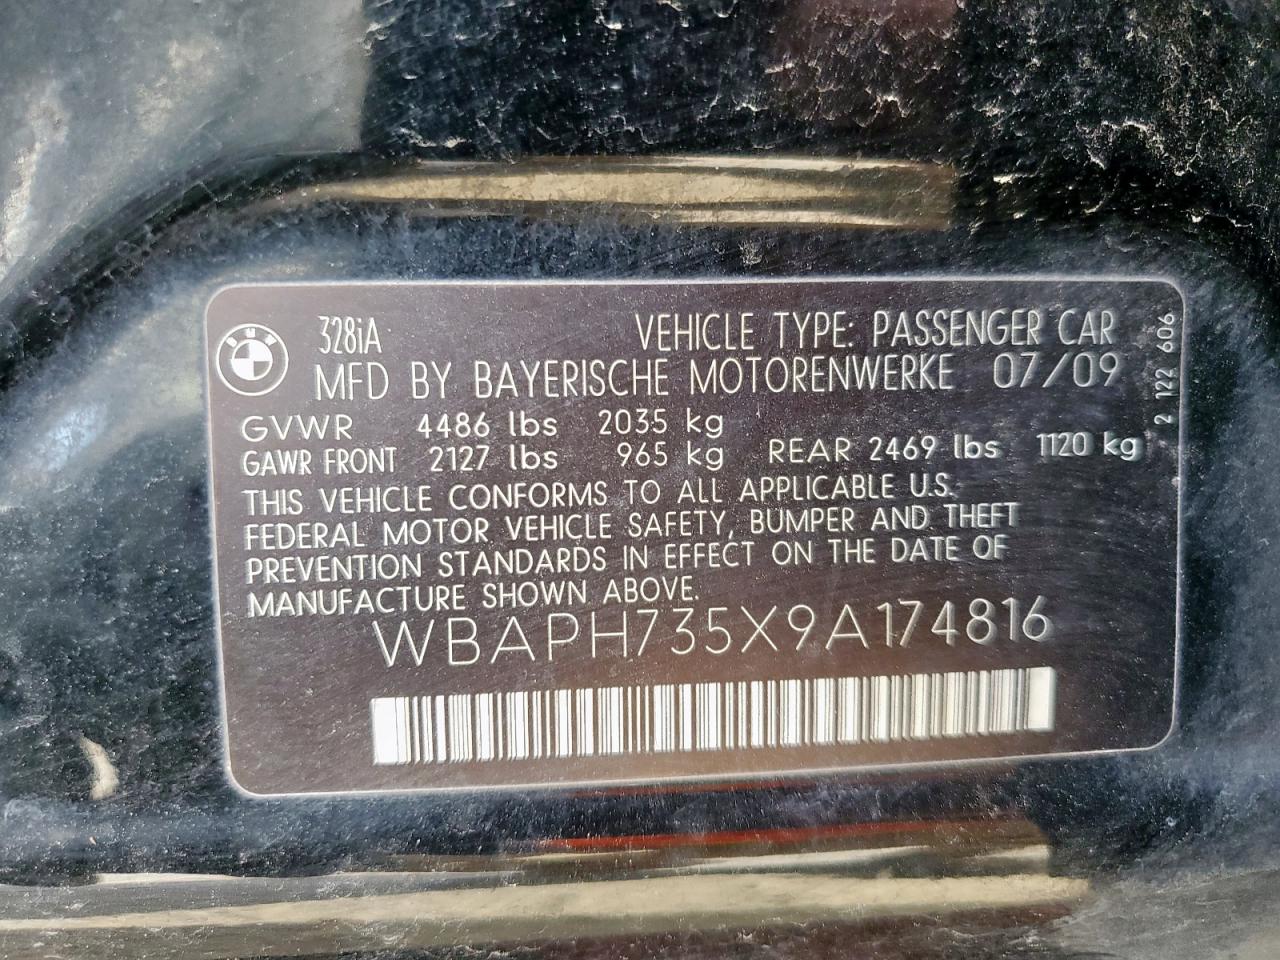 328iA VEHICLE TYPE: PASSENGER CAR
MFD BY BAYERISCHE MOTORENWERKE 07/09
GVWR 4486 lbs 2035 kg
GAWR FRONT 2127 lbs 965 kg REAR 2469 lbs 1120 kg
THIS VEHICLE CONFORMS TO ALL APPLICABLE U.S.
FEDERAL MOTOR VEHICLE SAFETY, BUMPER AND THEFT
PREVENTION STANDARDS IN EFFECT ON THE DATE OF
MANUFACTURE SHOWN ABOVE.
WBAPH735X9A174816
2 122 606
BMW